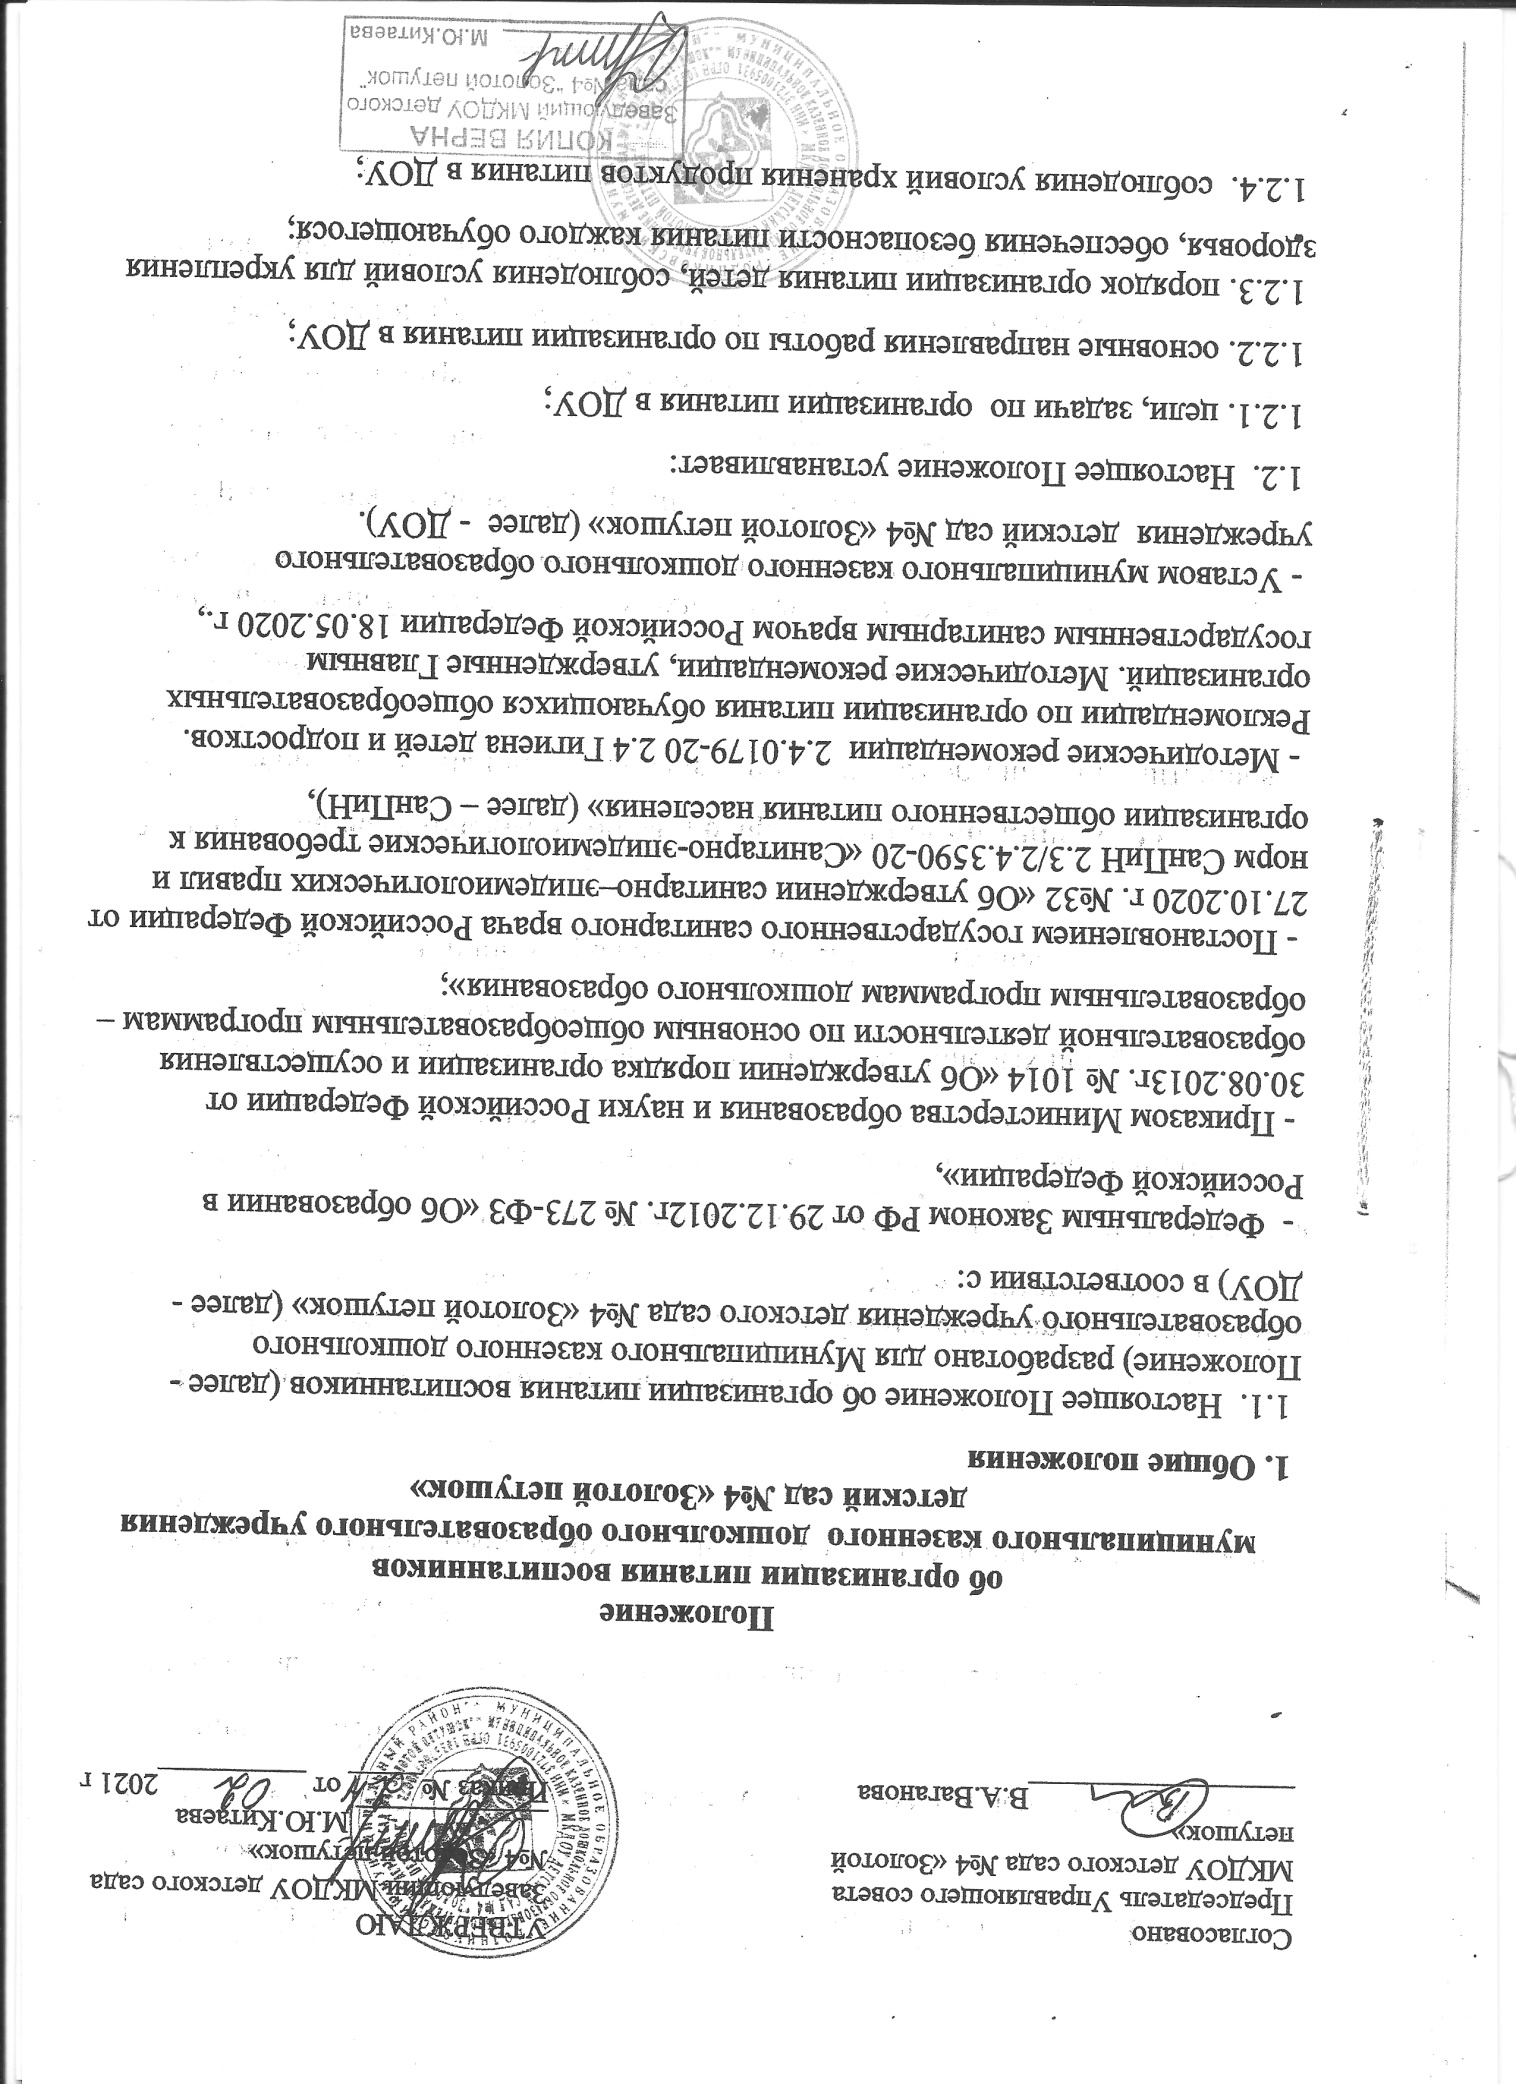 Согласовано
Председатель Управляющего совета
МКДОУ детского сада №4 «Золотой
петушок»
В.А.Ваганова
УТВЕРЖДАЮ
Заведующий МКДОУ детского сада
№4 «Золотой петушок»
М.Ю.Китаева
Приказ № от 02 2021 г
Положение
об организации питания воспитанников
муниципального казенного дошкольного образовательного учреждения
детский сад №4 «Золотой петушок»
1. Общие положения
1.1. Настоящее Положение об организации питания воспитанников (далее -
Положение) разработано для Муниципального казенного дошкольного
образовательного учреждения детского сада №4 «Золотой петушок» (далее -
ДОУ) в соответствии с:
- Федеральным Законом РФ от 29.12.2012г. № 273-ФЗ «Об образовании в
Российской Федерации»,
- Приказом Министерства образования и науки Российской Федерации от
30.08.2013г. № 1014 «Об утверждении порядка организации и осуществления
образовательной деятельности по основным общеобразовательным программам –
образовательным программам дошкольного образования»;
- Постановлением государственного санитарного врача Российской Федерации от
27.10.2020 г. №32 «Об утверждении санитарно–эпидемиологических правил и
норм СанПиН 2.3/2.4.3590-20 «Санитарно-эпидемиологические требования к
организации общественного питания населения» (далее – СанПиН),
- Методические рекомендации 2.4.0179-20 2.4 Гигиена детей и подростков.
Рекломендации по организации питания обучающихся общеобразовательных
организаций. Методические рекомендации, утвержденные Главным
государственным санитарным врачом Российской Федерации 18.05.2020 г.,
- Уставом муниципального казенного дошкольного образовательного
учреждения детский сад №4 «Золотой петушок» (далее - ДОУ).
1.2. Настоящее Положение устанавливает:
1.2.1. цели, задачи по организации питания в ДОУ;
1.2.2. основные направления работы по организации питания в ДОУ;
1.2.3. порядок организации питания детей, соблюдения условий для укрепления
здоровья, обеспечения безопасности питания каждого обучающегося;
1.2.4. соблюдения условий хранения продуктов питания в ДОУ;
КОПИЯ ВЕРНА
Заведующий МКДОУ детского
сада №4 "Золотой петушок"
М.Ю.Китаева